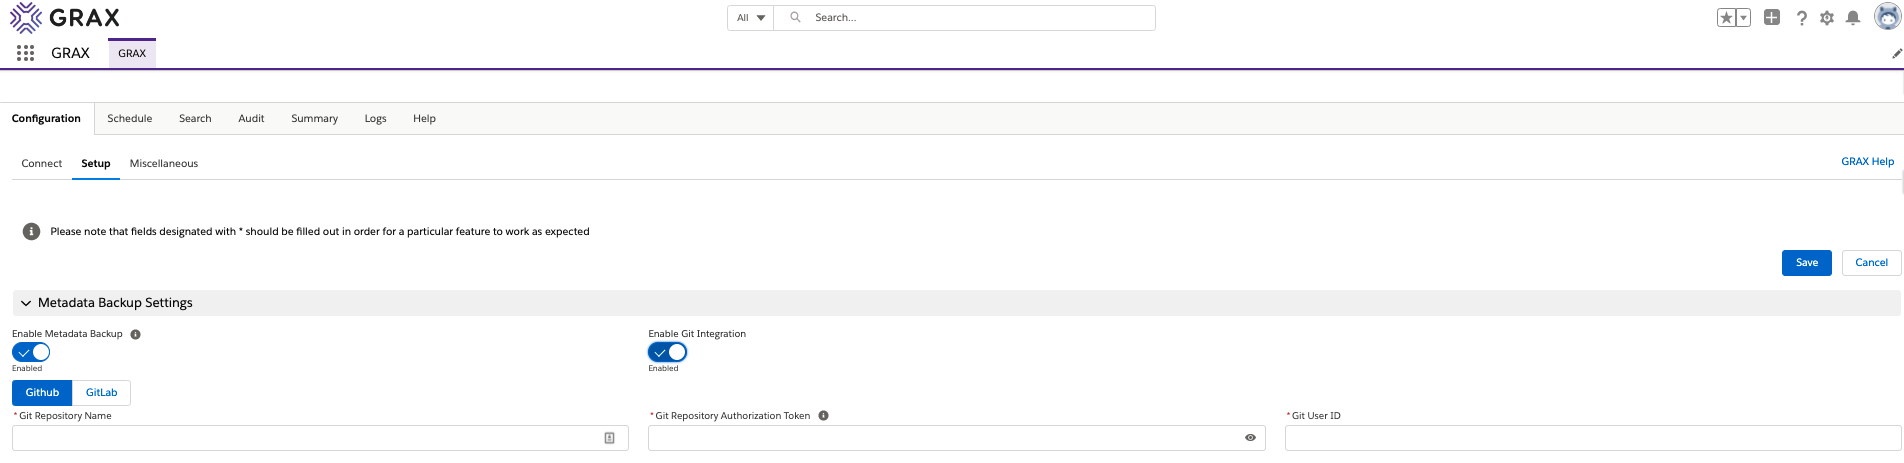 GRAX
All
Search...
GRAX
GRAX
Configuration
Schedule
Search
Audit
Summary
Logs
Help
Connect
Setup
Miscellaneous
GRAX Help
Please note that fields designated with * should be filled out in order for a particular feature to work as expected
Save
Cancel
Metadata Backup Settings
Enable Metadata Backup
Enable Git Integration
Enabled
Enabled
Github
GitLab
* Git Repository Name
* Git Repository Authorization Token
* Git User ID